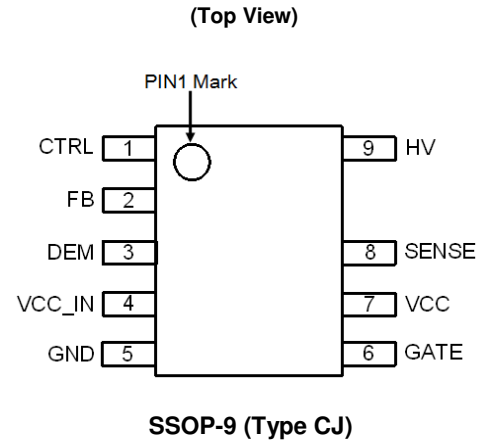 (Top View)
PIN1 Mark
CTRL 1 9 HV
FB 2
DEM 3 8 SENSE
VCC_IN 4 7 VCC
GND 5 6 GATE
SSOP-9 (Type CJ)